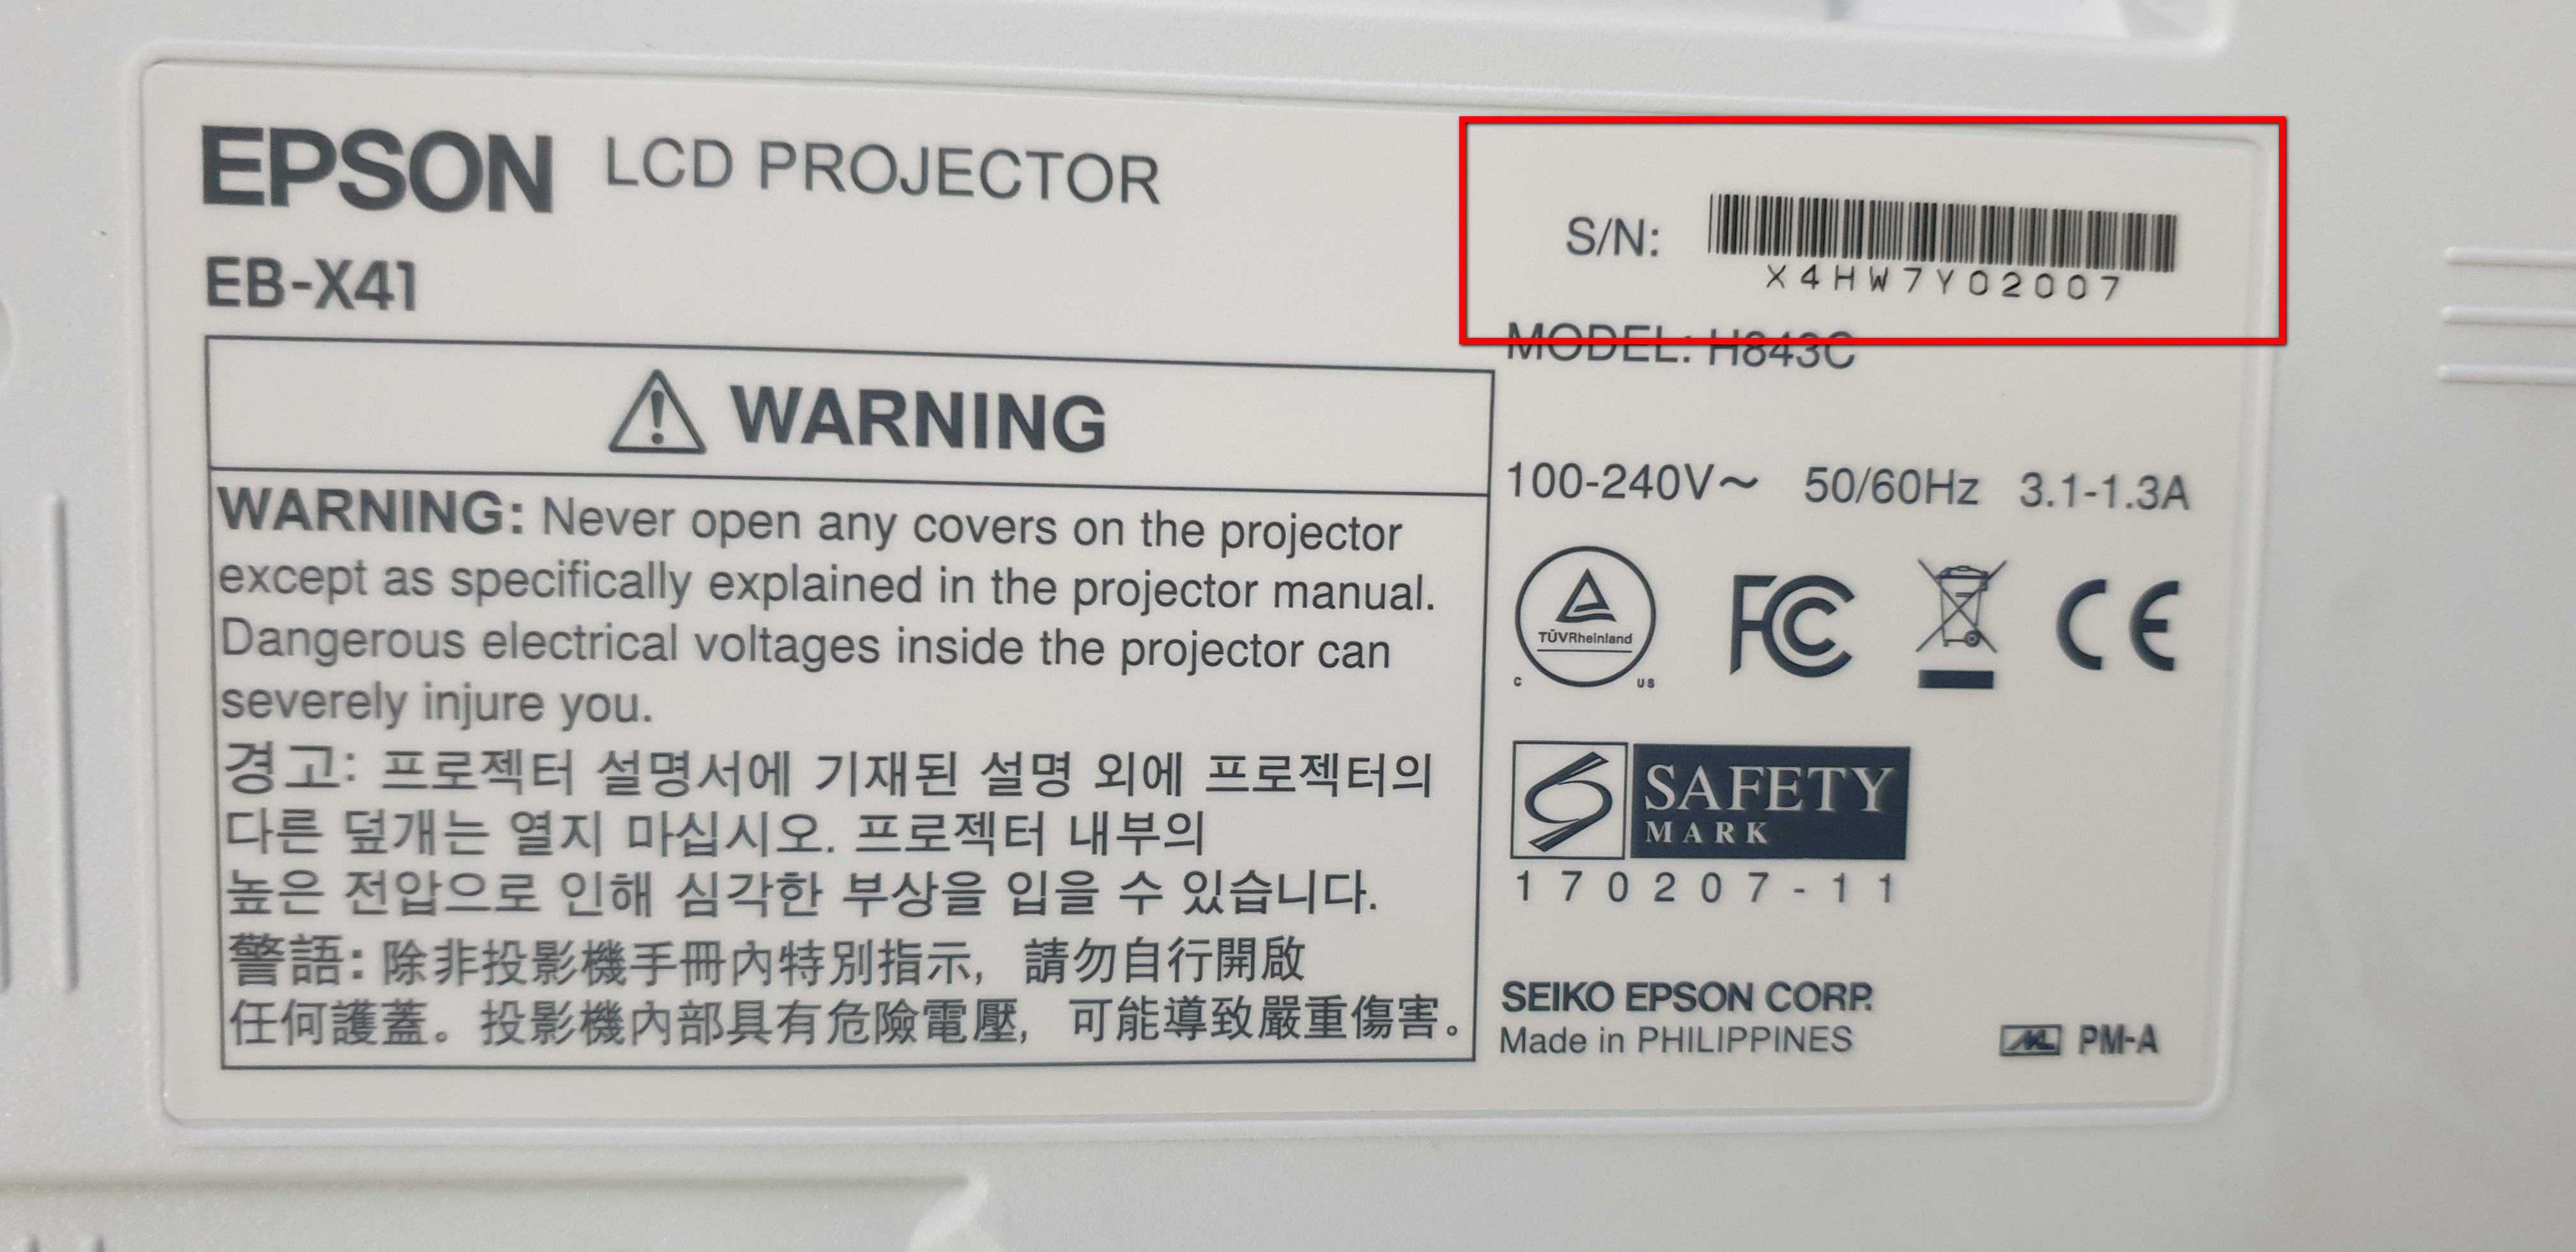 EPSON LCD PROJECTOR
EB-X41
S/N:
X4HW7Y02007
MODEL: H843C
WARNING
WARNING: Never open any covers on the projector
except as specifically explained in the projector manual.
Dangerous electrical voltages inside the projector can
severely injure you.
경고: 프로젝터 설명서에 기재된 설명 외에 프로젝터의
다른 덮개는 열지 마십시오. 프로젝터 내부의
높은 전압으로 인해 심각한 부상을 입을 수 있습니다.
警語: 除非投影機手冊內特別指示, 請勿自行開啟
任何護蓋。投影機內部具有危險電壓, 可能導致嚴重傷害。
100-240V~ 50/60Hz 3.1-1.3A
TÜVRheinland
c us
FC CE
SAFETY
MARK
170207-11
SEIKO EPSON CORP.
Made in PHILIPPINES
PM-A